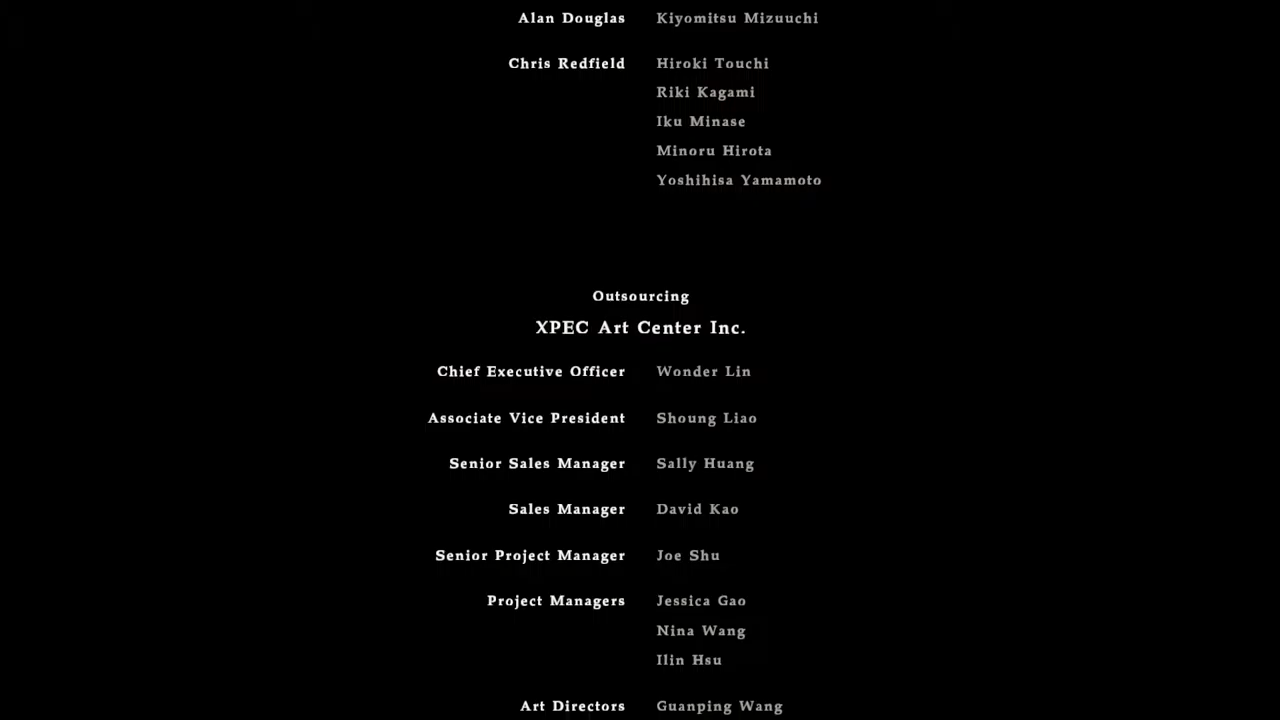 Alan Douglas Kiyomitsu Mizuuchi
Chris Redfield Hiroki Touchi
Riki Kagami
Iku Minase
Minoru Hirota
Yoshihisa Yamamoto
Outsourcing
XPEC Art Center Inc.
Chief Executive Officer Wonder Lin
Associate Vice President Shoung Liao
Senior Sales Manager Sally Huang
Sales Manager David Kao
Senior Project Manager Joe Shu
Project Managers Jessica Gao
Nina Wang
Ilin Hsu
Art Directors Guanping Wang